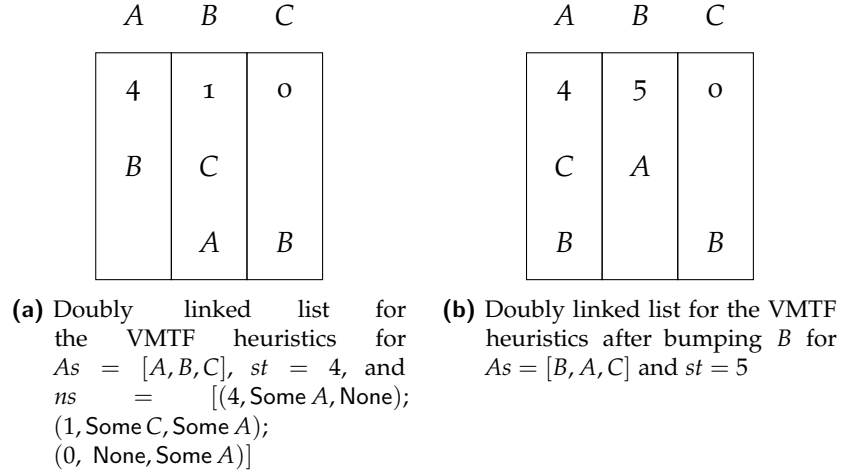 A B C
4 1 0
B C
A B
(a) Doubly linked list for
the VMTF heuristics for
As = [A, B, C], st = 4, and
ns = [(4, Some A, None);
(1, Some C, Some A);
(0, None, Some A)]
A B C
4 5 0
C A
B B
(b) Doubly linked list for the VMTF
heuristics after bumping B for
As = [B, A, C] and st = 5